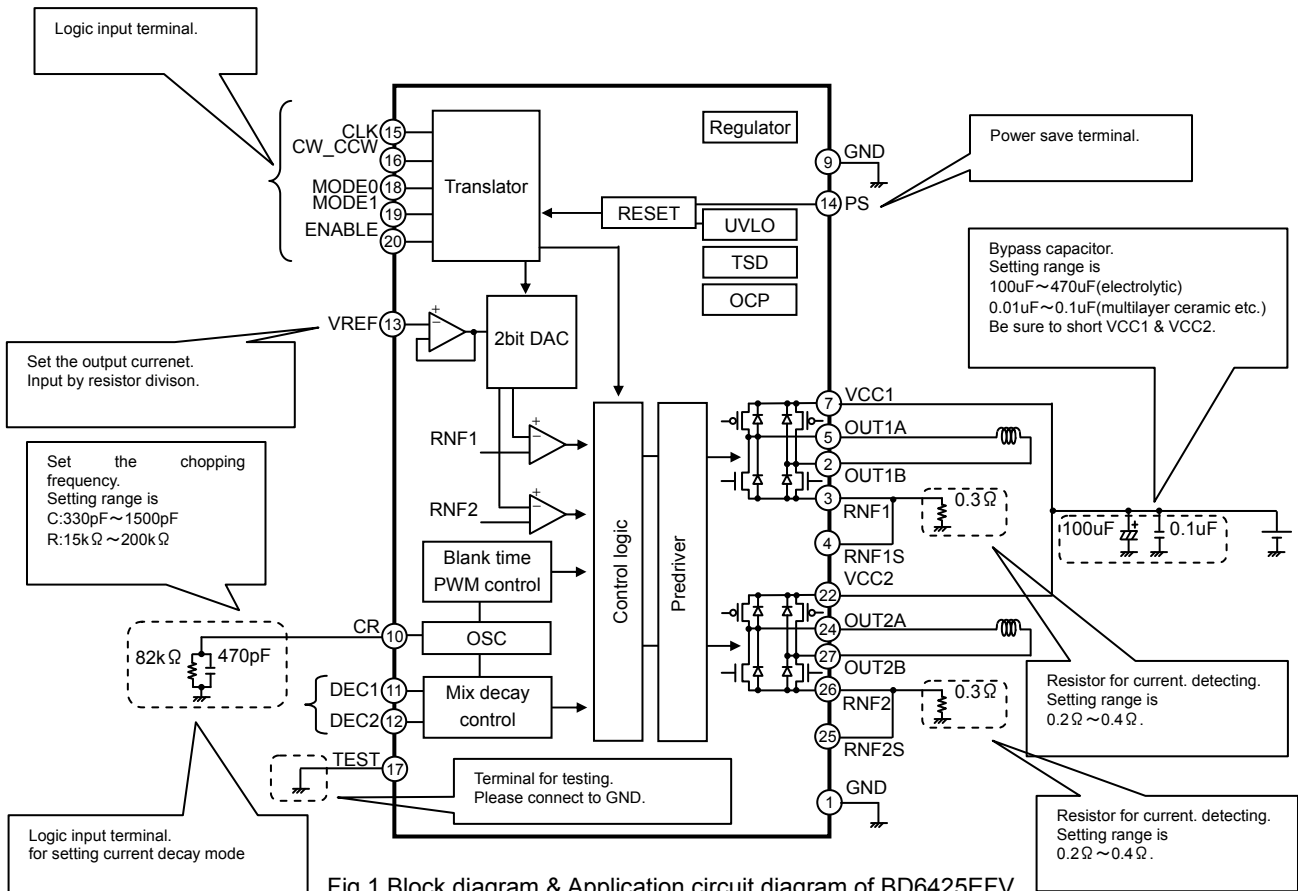 Logic input terminal.
CLK
15
CW_CCW
16
MODE0
18
MODE1
19
ENABLE
20
Translator
Regulator
9
GND
14
PS
RESET
UVLO
TSD
OCP
Power save terminal.
Bypass capacitor.
Setting range is
100uF～470uF(electrolytic)
0.01uF～0.1uF(multilayer ceramic etc.)
Be sure to short VCC1 & VCC2.
VREF
13
+
−
2bit DAC
Set the output currenet.
Input by resistor divison.
Set the chopping
frequency.
Setting range is
C:330pF～1500pF
R:15kΩ～200kΩ
RNF1
+
−
RNF2
+
−
Blank time
PWM control
OSC
Mix decay
control
Control logic
Predriver
7
VCC1
5
OUT1A
2
OUT1B
3
RNF1
0.3Ω
4
RNF1S
100uF
+
0.1uF
22
VCC2
24
OUT2A
27
OUT2B
26
RNF2
0.3Ω
25
RNF2S
1
GND
CR
10
82kΩ
470pF
DEC1
11
DEC2
12
TEST
17
Terminal for testing.
Please connect to GND.
Resistor for current. detecting.
Setting range is
0.2Ω～0.4Ω.
Resistor for current. detecting.
Setting range is
0.2Ω～0.4Ω.
Logic input terminal.
for setting current decay mode
Fig.1 Block diagram & Application circuit diagram of BD6425EFV